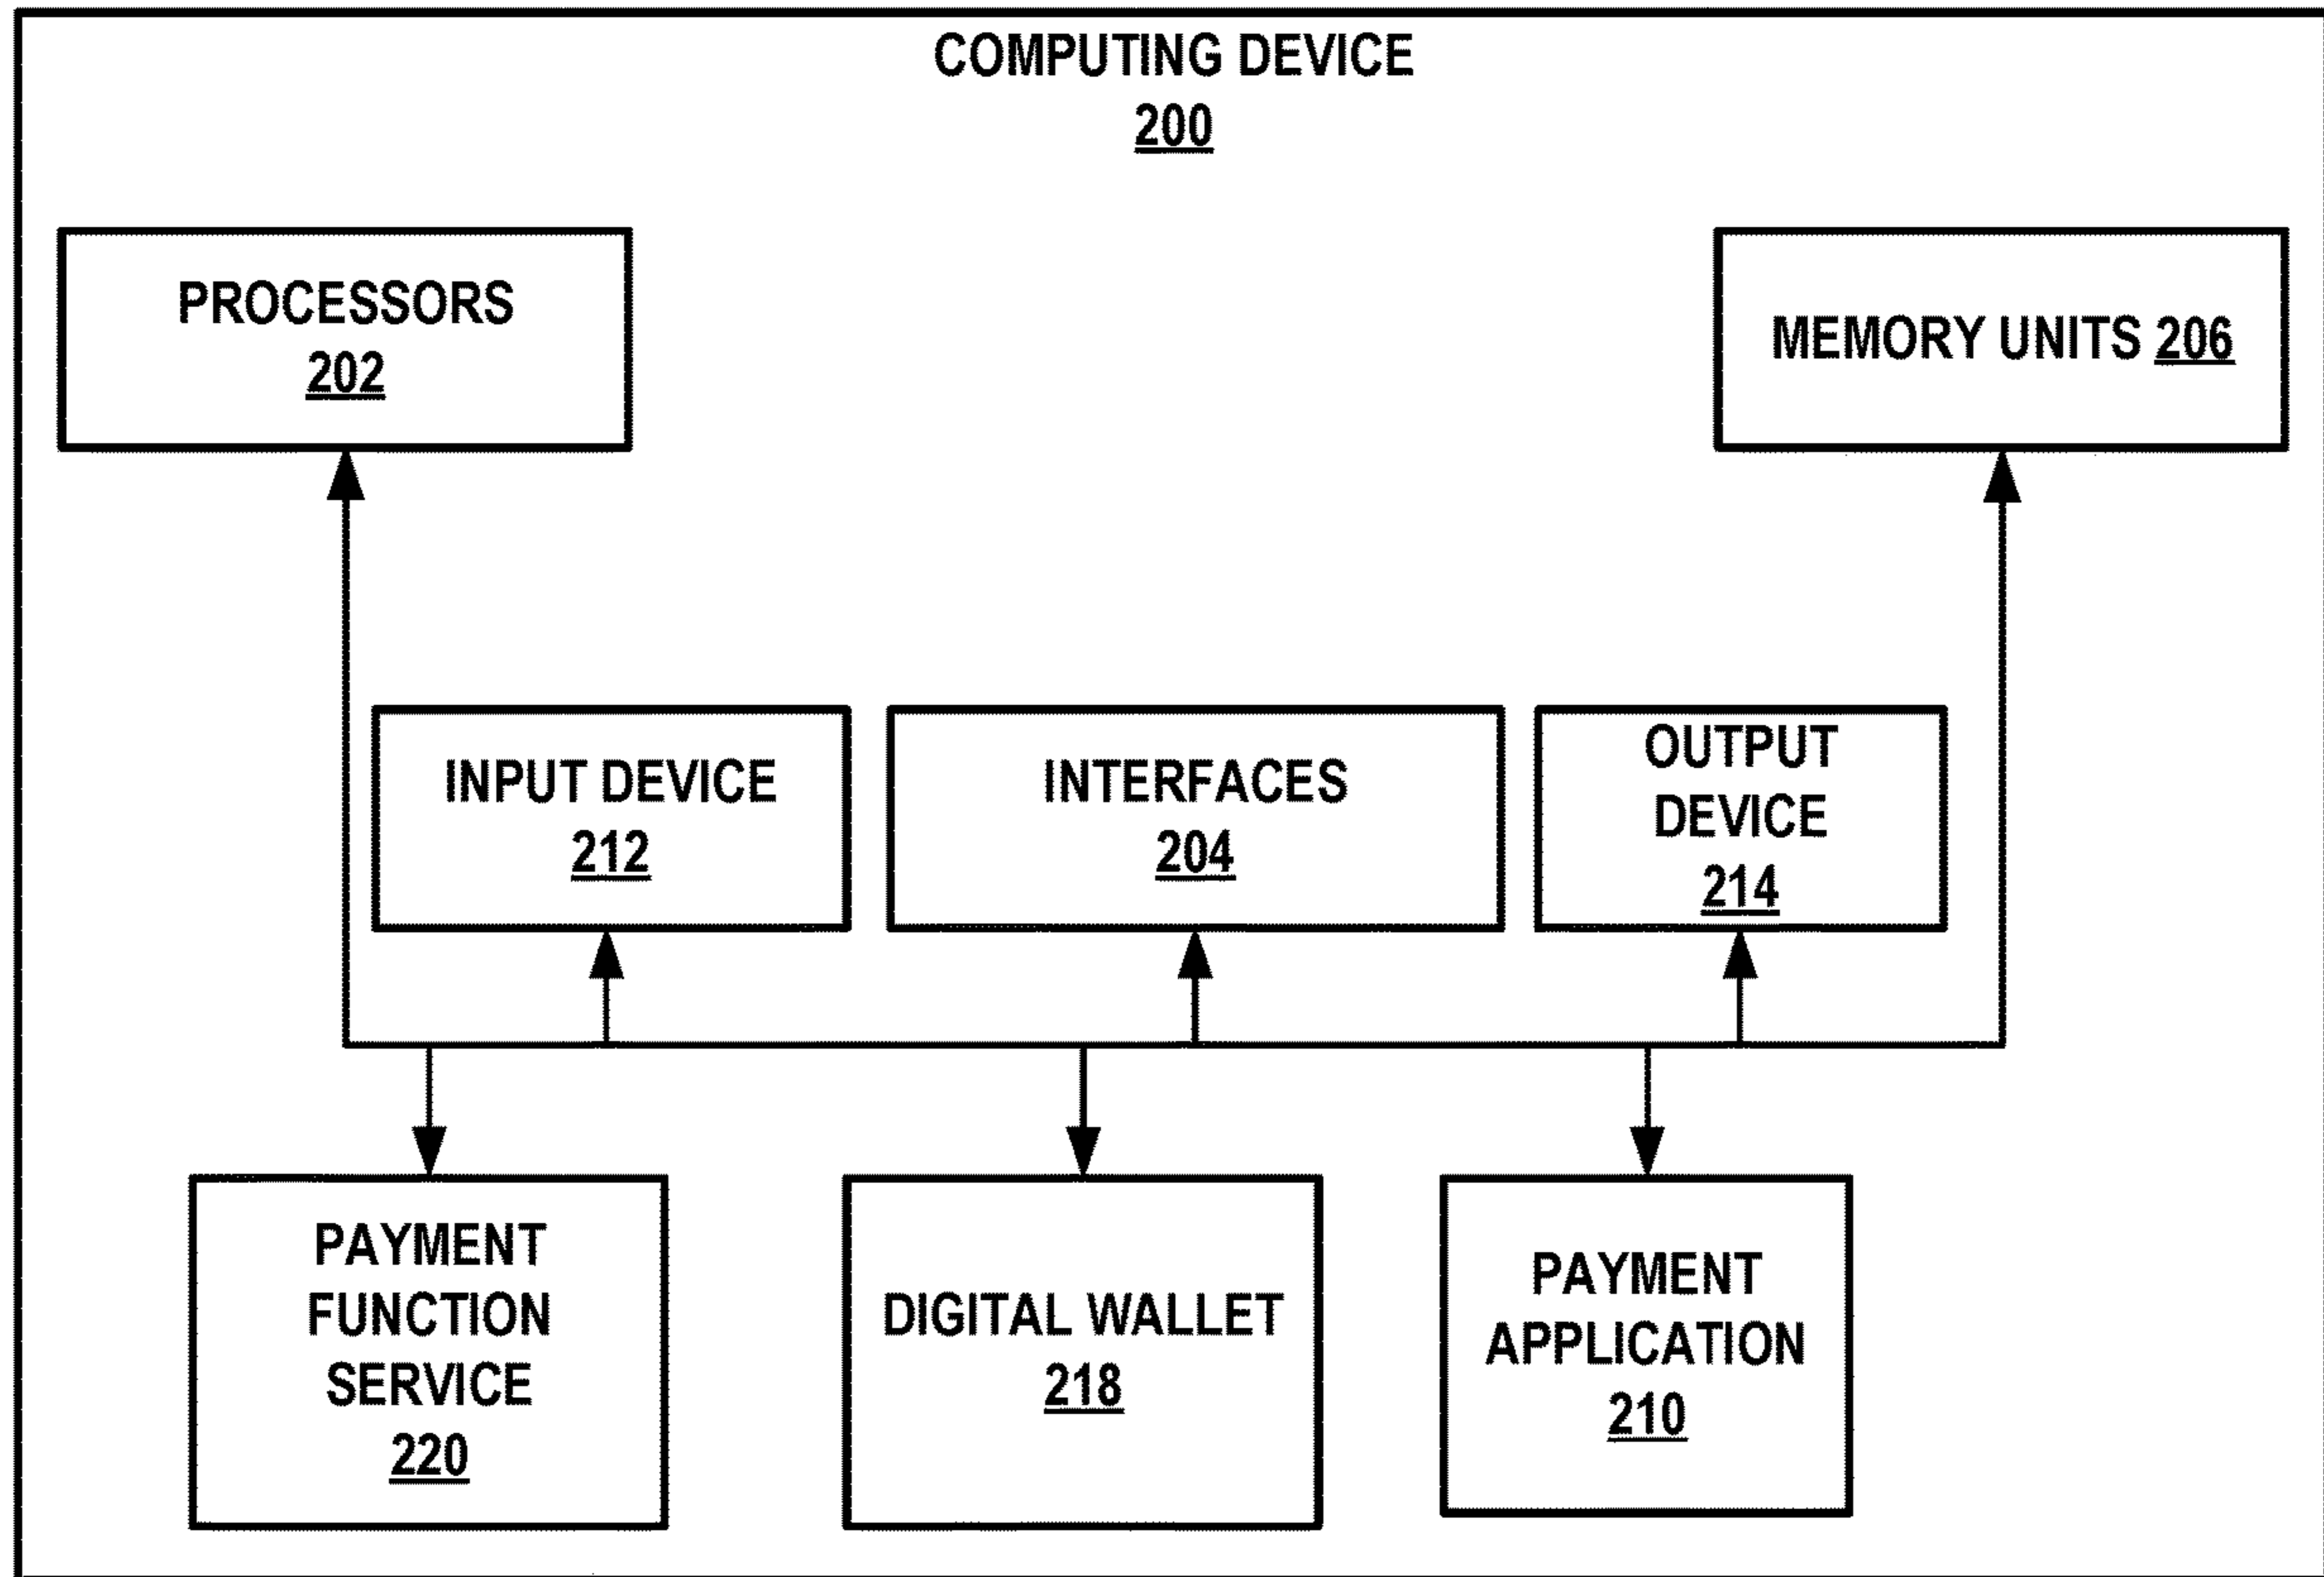 COMPUTING DEVICE
200
PROCESSORS
202
MEMORY UNITS 206
INPUT DEVICE
212
INTERFACES
204
OUTPUT
DEVICE
214
PAYMENT
FUNCTION
SERVICE
220
DIGITAL WALLET
218
PAYMENT
APPLICATION
210